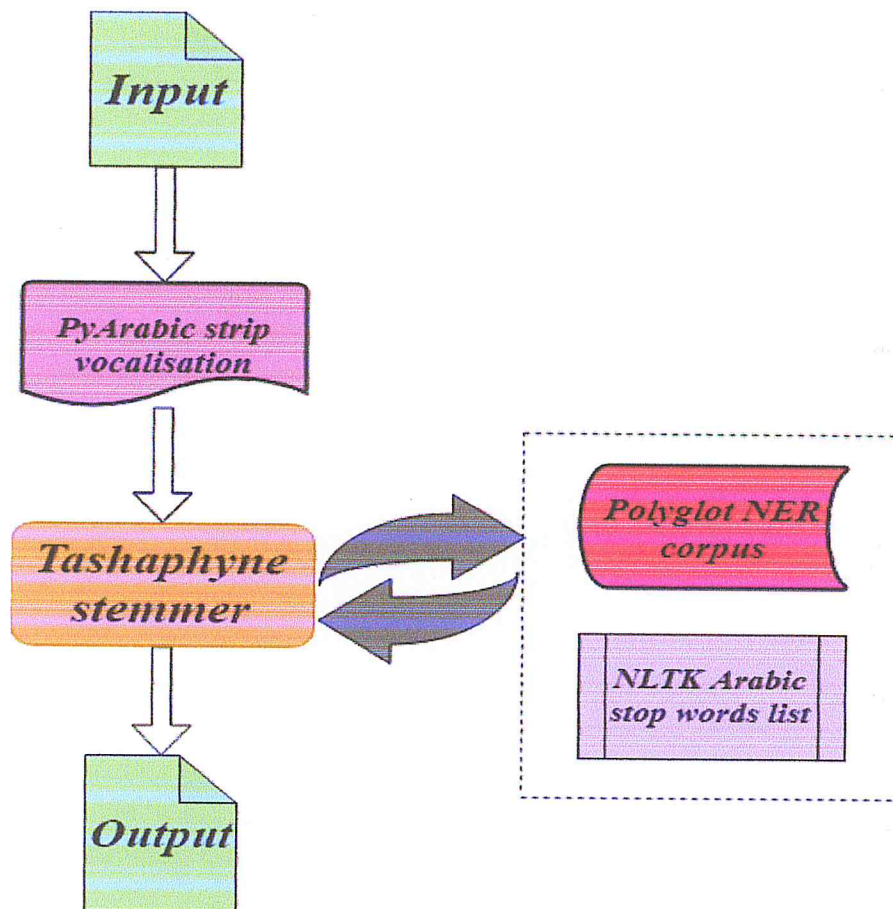 Input
PyArabic strip
vocalisation
Tashaphyne
stemmer
Polyglot NER
corpus
NLTK Arabic
stop words list
Output